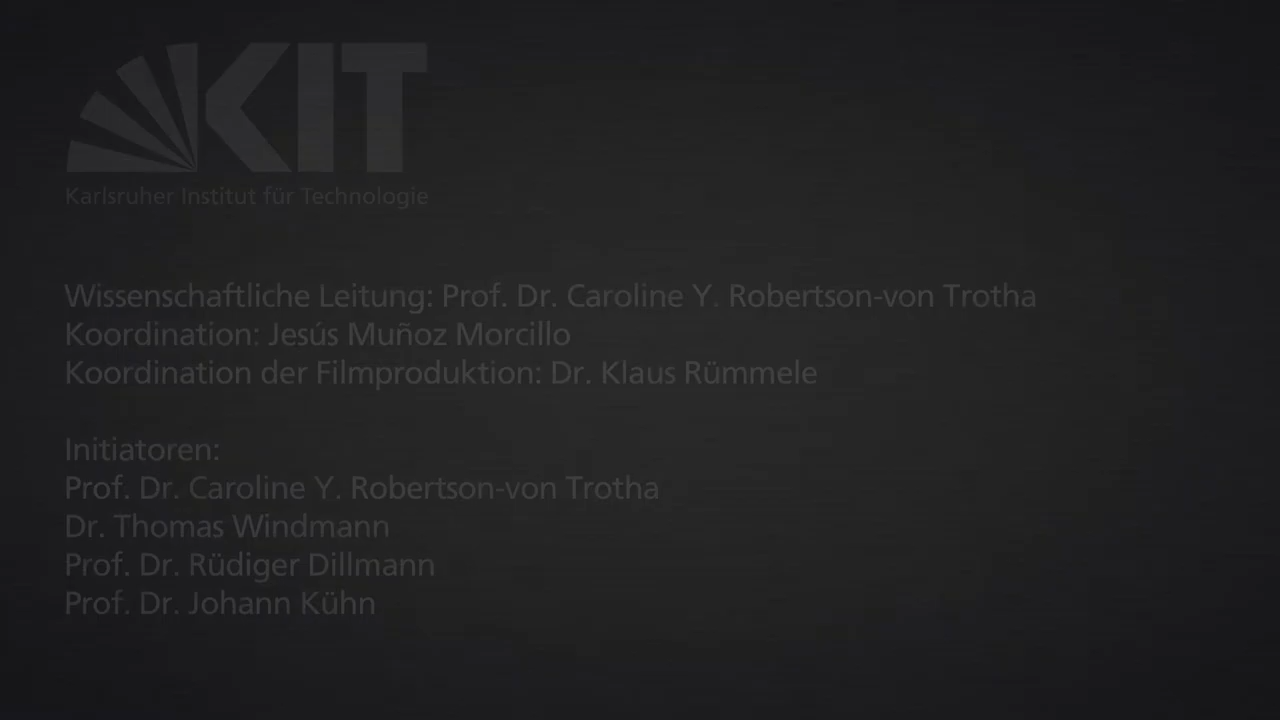 KIT
Karlsruher Institut für Technologie
Wissenschaftliche Leitung: Prof. Dr. Caroline Y. Robertson-von Trotha
Koordination: Jesús Muñoz Morcillo
Koordination der Filmproduktion: Dr. Klaus Rümmele
Initiatoren:
Prof. Dr. Caroline Y. Robertson-von Trotha
Dr. Thomas Windmann
Prof. Dr. Rüdiger Dillmann
Prof. Dr. Johann Kühn